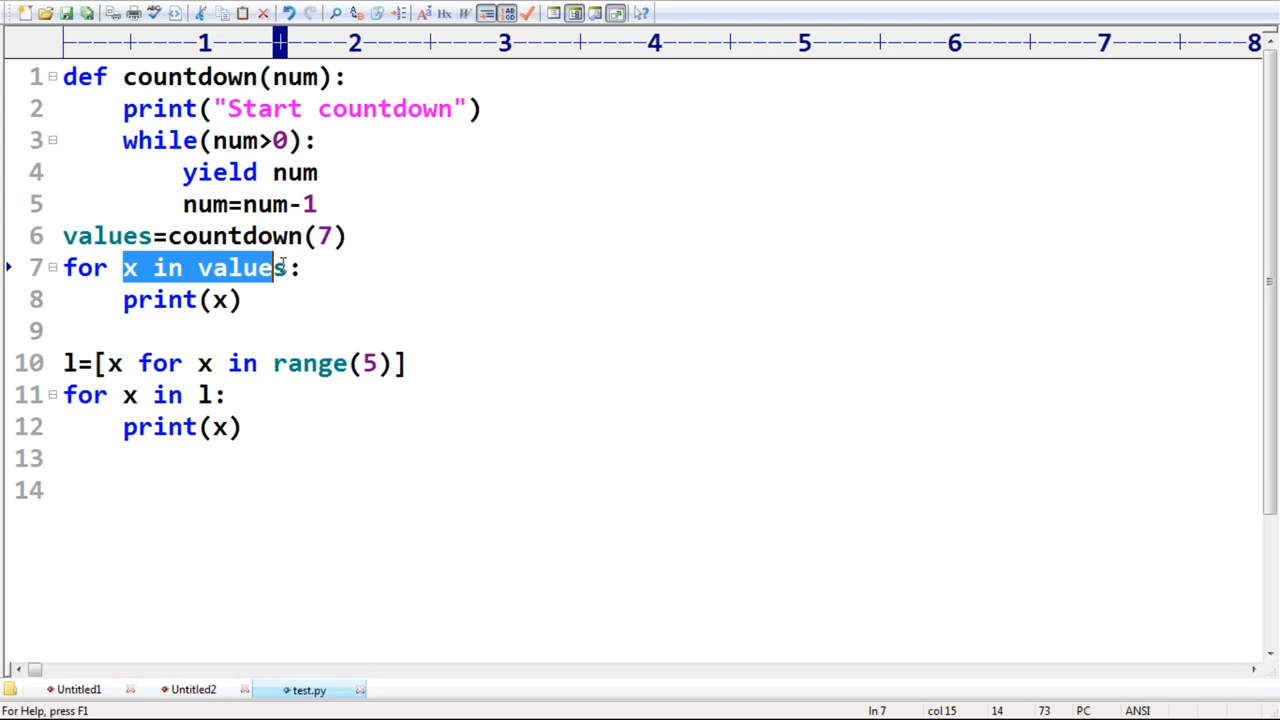 1 2 3 4 5 6 7 8
1 def countdown(num):
2     print("Start countdown")
3     while(num>0):
4         yield num
5         num=num-1
6 values=countdown(7)
7 for x in values:
8     print(x)
9
10 l=[x for x in range(5)]
11 for x in l:
12     print(x)
13
14
Untitled1 Untitled2 test.py
For Help, press F1 ln 7 col 15 14 73 PC ANSI